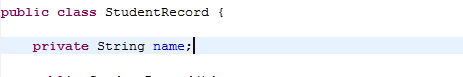 public class StudentRecord {
private String name;